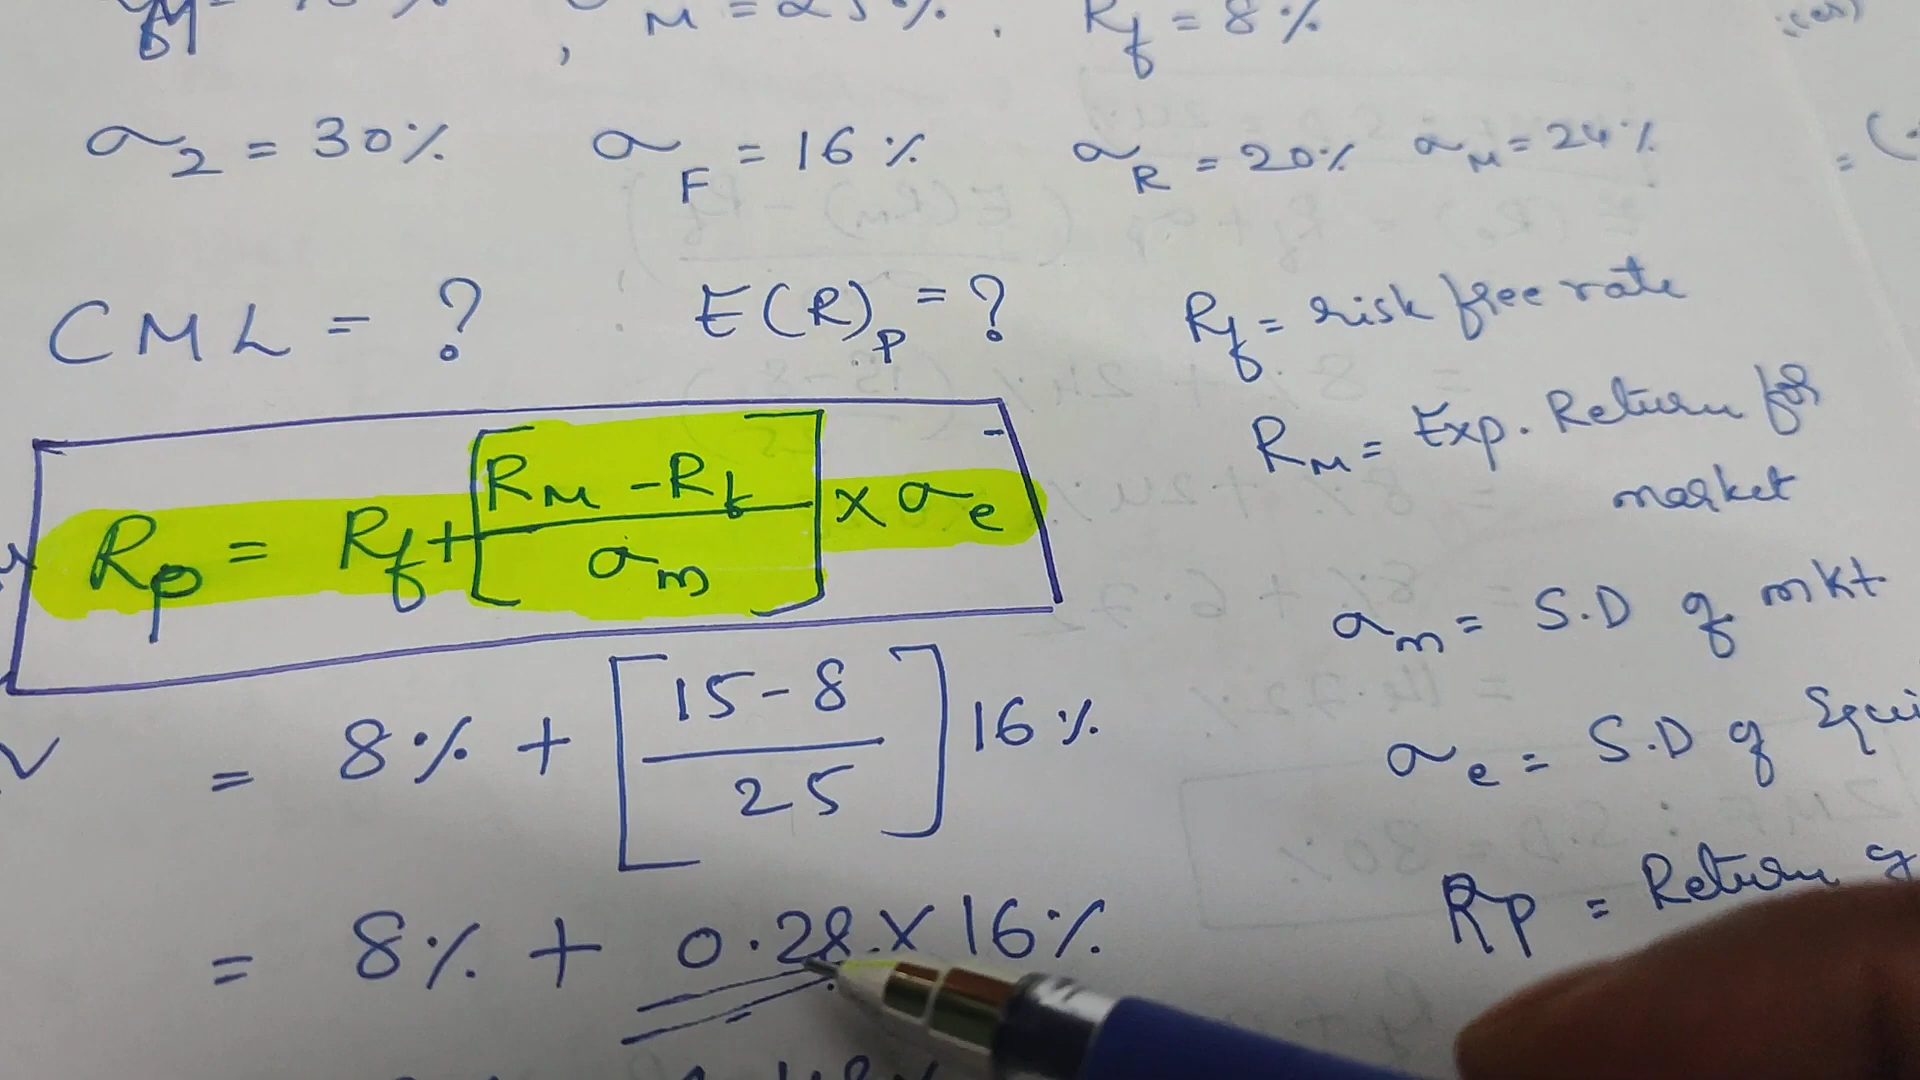 M = 25%. Rf = 8%
σ2 = 30% σF = 16% σR = 20% σM = 24%
CML = ? E(R)P = ?
Rf = risk free rate
RM = Exp. Return for
market
Rp = Rf + [RM - Rf / σm] x σe
σm = S.D of mkt.
= 8% + [15-8 / 25] 16%
σe = S.D of Equi
= 8% + 0.28 x 16%
RP = Return